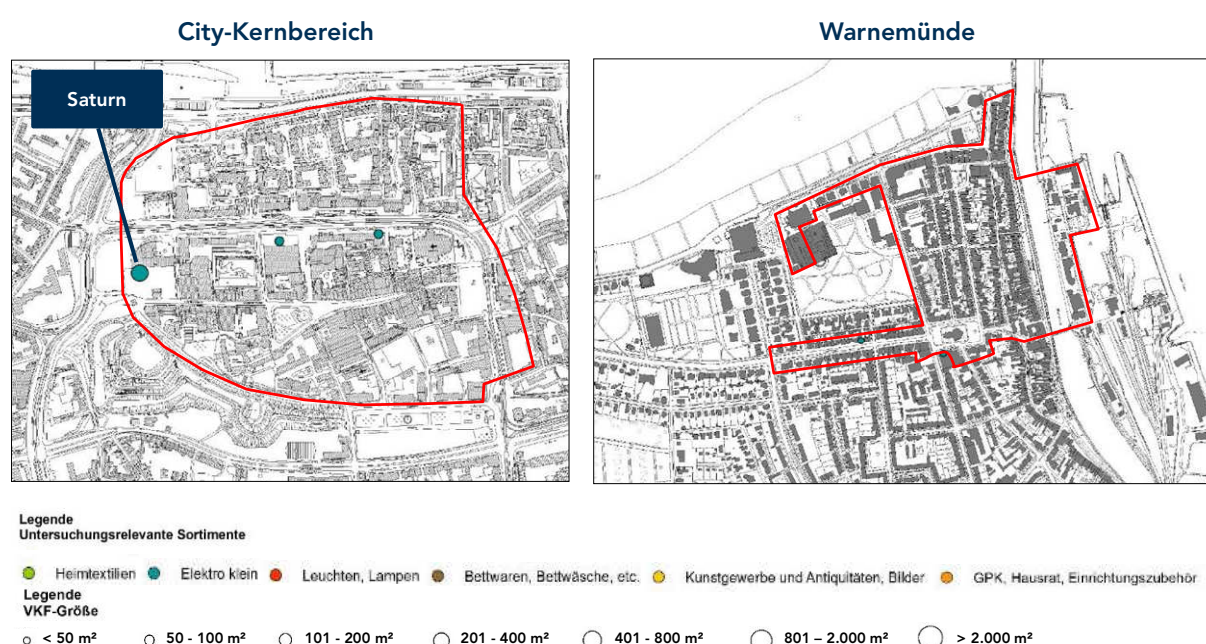 City-Kernbereich
Warnemünde
Saturn
Legende
Untersuchungsrelevante Sortimente
Heimtextilien Elektro klein Leuchten, Lampen Bettwaren, Bettwäsche, etc. Kunstgewerbe und Antiquitäten, Bilder GPK, Hausrat, Einrichtungszubehör
Legende
VKF-Größe
< 50 m² 50 - 100 m² 101 - 200 m² 201 - 400 m² 401 - 800 m² 801 – 2.000 m² > 2.000 m²